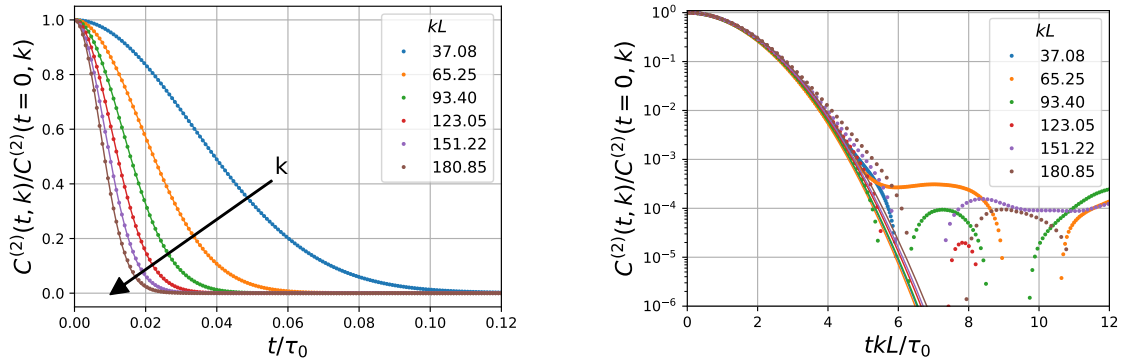 C^{(2)}(t, k)/C^{(2)}(t = 0, k)
1.0
0.8
0.6
0.4
0.2
0.0
kL
37.08
65.25
93.40
123.05
151.22
180.85
k
0.00 0.02 0.04 0.06 0.08 0.10 0.12
t/τ_0
C^{(2)}(t, k)/C^{(2)}(t = 0, k)
10^0
10^{−1}
10^{−2}
10^{−3}
10^{−4}
10^{−5}
10^{−6}
kL
37.08
65.25
93.40
123.05
151.22
180.85
0 2 4 6 8 10 12
tkL/τ_0